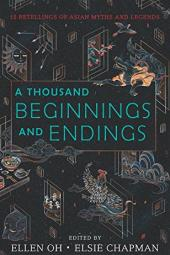 15 RETELLINGS OF ASIAN MYTHS AND LEGENDS
A THOUSAND
BEGINNINGS
AND ENDINGS
EDITED BY
ELLEN OH · ELSIE CHAPMAN